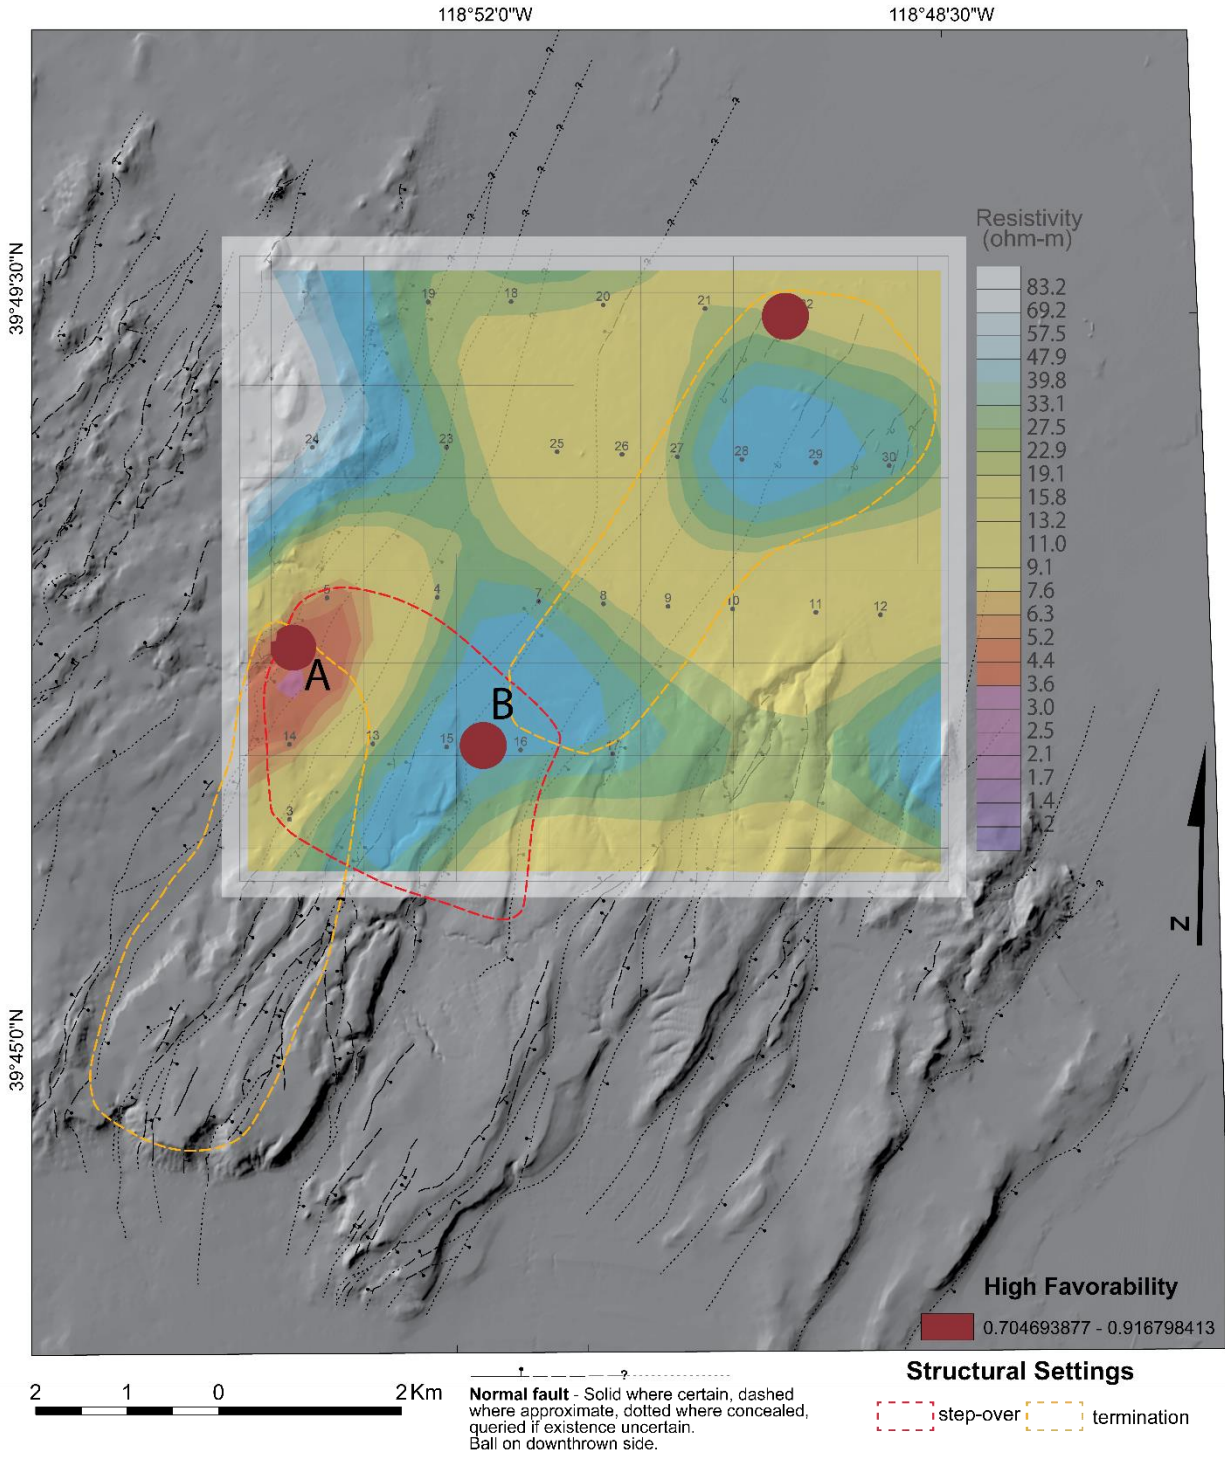 118°52'0"W
118°48'30"W
39°49'30"N
39°45'0"N
Resistivity
(ohm-m)
83.2
69.2
57.5
47.9
39.8
33.1
27.5
22.9
19.1
15.8
13.2
11.0
9.1
7.6
6.3
5.2
4.4
3.6
3.0
2.5
2.1
1.7
1.4
19
18
20
21
24
23
25
26
27
28
29
30
5
4
7
8
9
10
11
12
A
B
14
13
15
16
3
N
High Favorability
0.704693877 - 0.916798413
2 1 0 2 Km
Normal fault - Solid where certain, dashed
where approximate, dotted where concealed,
queried if existence uncertain.
Ball on downthrown side.
Structural Settings
step-over
termination